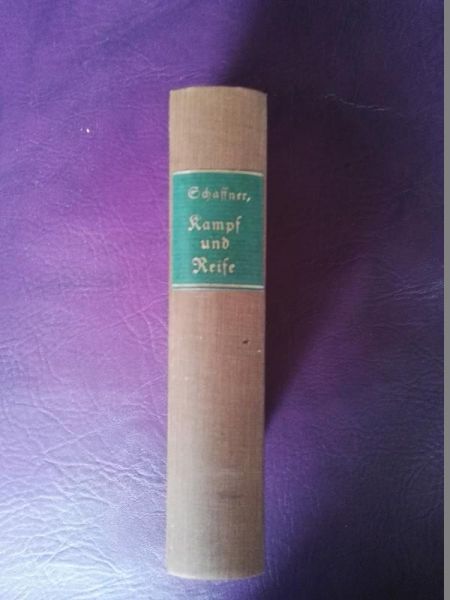 Schaffner,
Kampf
und
Reife